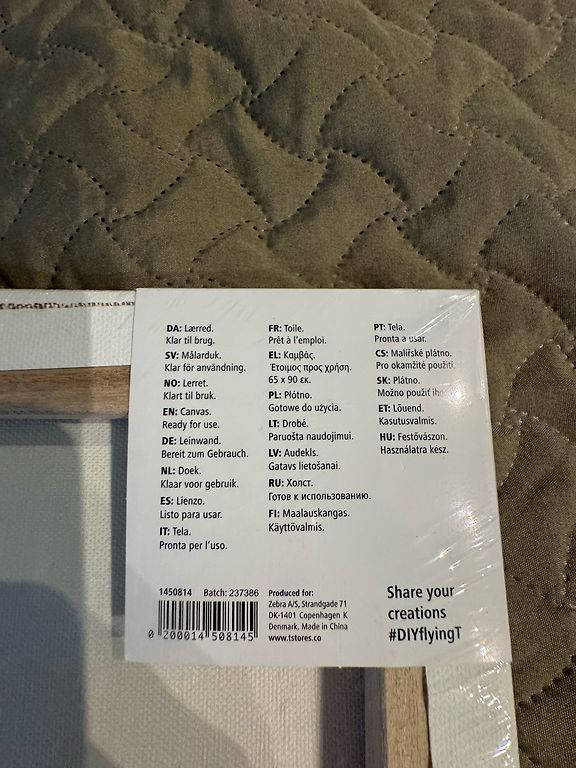 DA: Lærred.
Klar til brug.
SV: Målarduk.
Klar för användning.
NO: Lerret.
Klart til bruk.
EN: Canvas.
Ready for use.
DE: Leinwand.
Bereit zum Gebrauch.
NL: Doek.
Klaar voor gebruik.
ES: Lienzo.
Listo para usar.
IT: Tela.
Pronta per l'uso.
FR: Toile.
Prêt à l'emploi.
EL: Καμβάς.
Έτοιμος προς χρήση.
65 x 90 εκ.
PL: Płótno.
Gotowe do użycia.
LT: Drobė.
Paruošta naudojimui.
LV: Audekls.
Gatavs lietošanai.
RU: Холст.
Готов к использованию.
FI: Maalauskangas.
Käyttövalmis.
PT: Tela.
Pronta a usar.
CS: Malířské plátno.
Pro okamžité použití.
SK: Plátno.
Možno použiť
ET: Lõuend.
Kasutusvalmis.
HU: Festővászon.
Használatra kész.
1450814 Batch: 237386
0 200014 508145
Produced for:
Zebra A/S, Strandgade 71
DK-1401 Copenhagen K
Denmark. Made in China
www.tstores.co
Share your
creations
#DIYflyingT